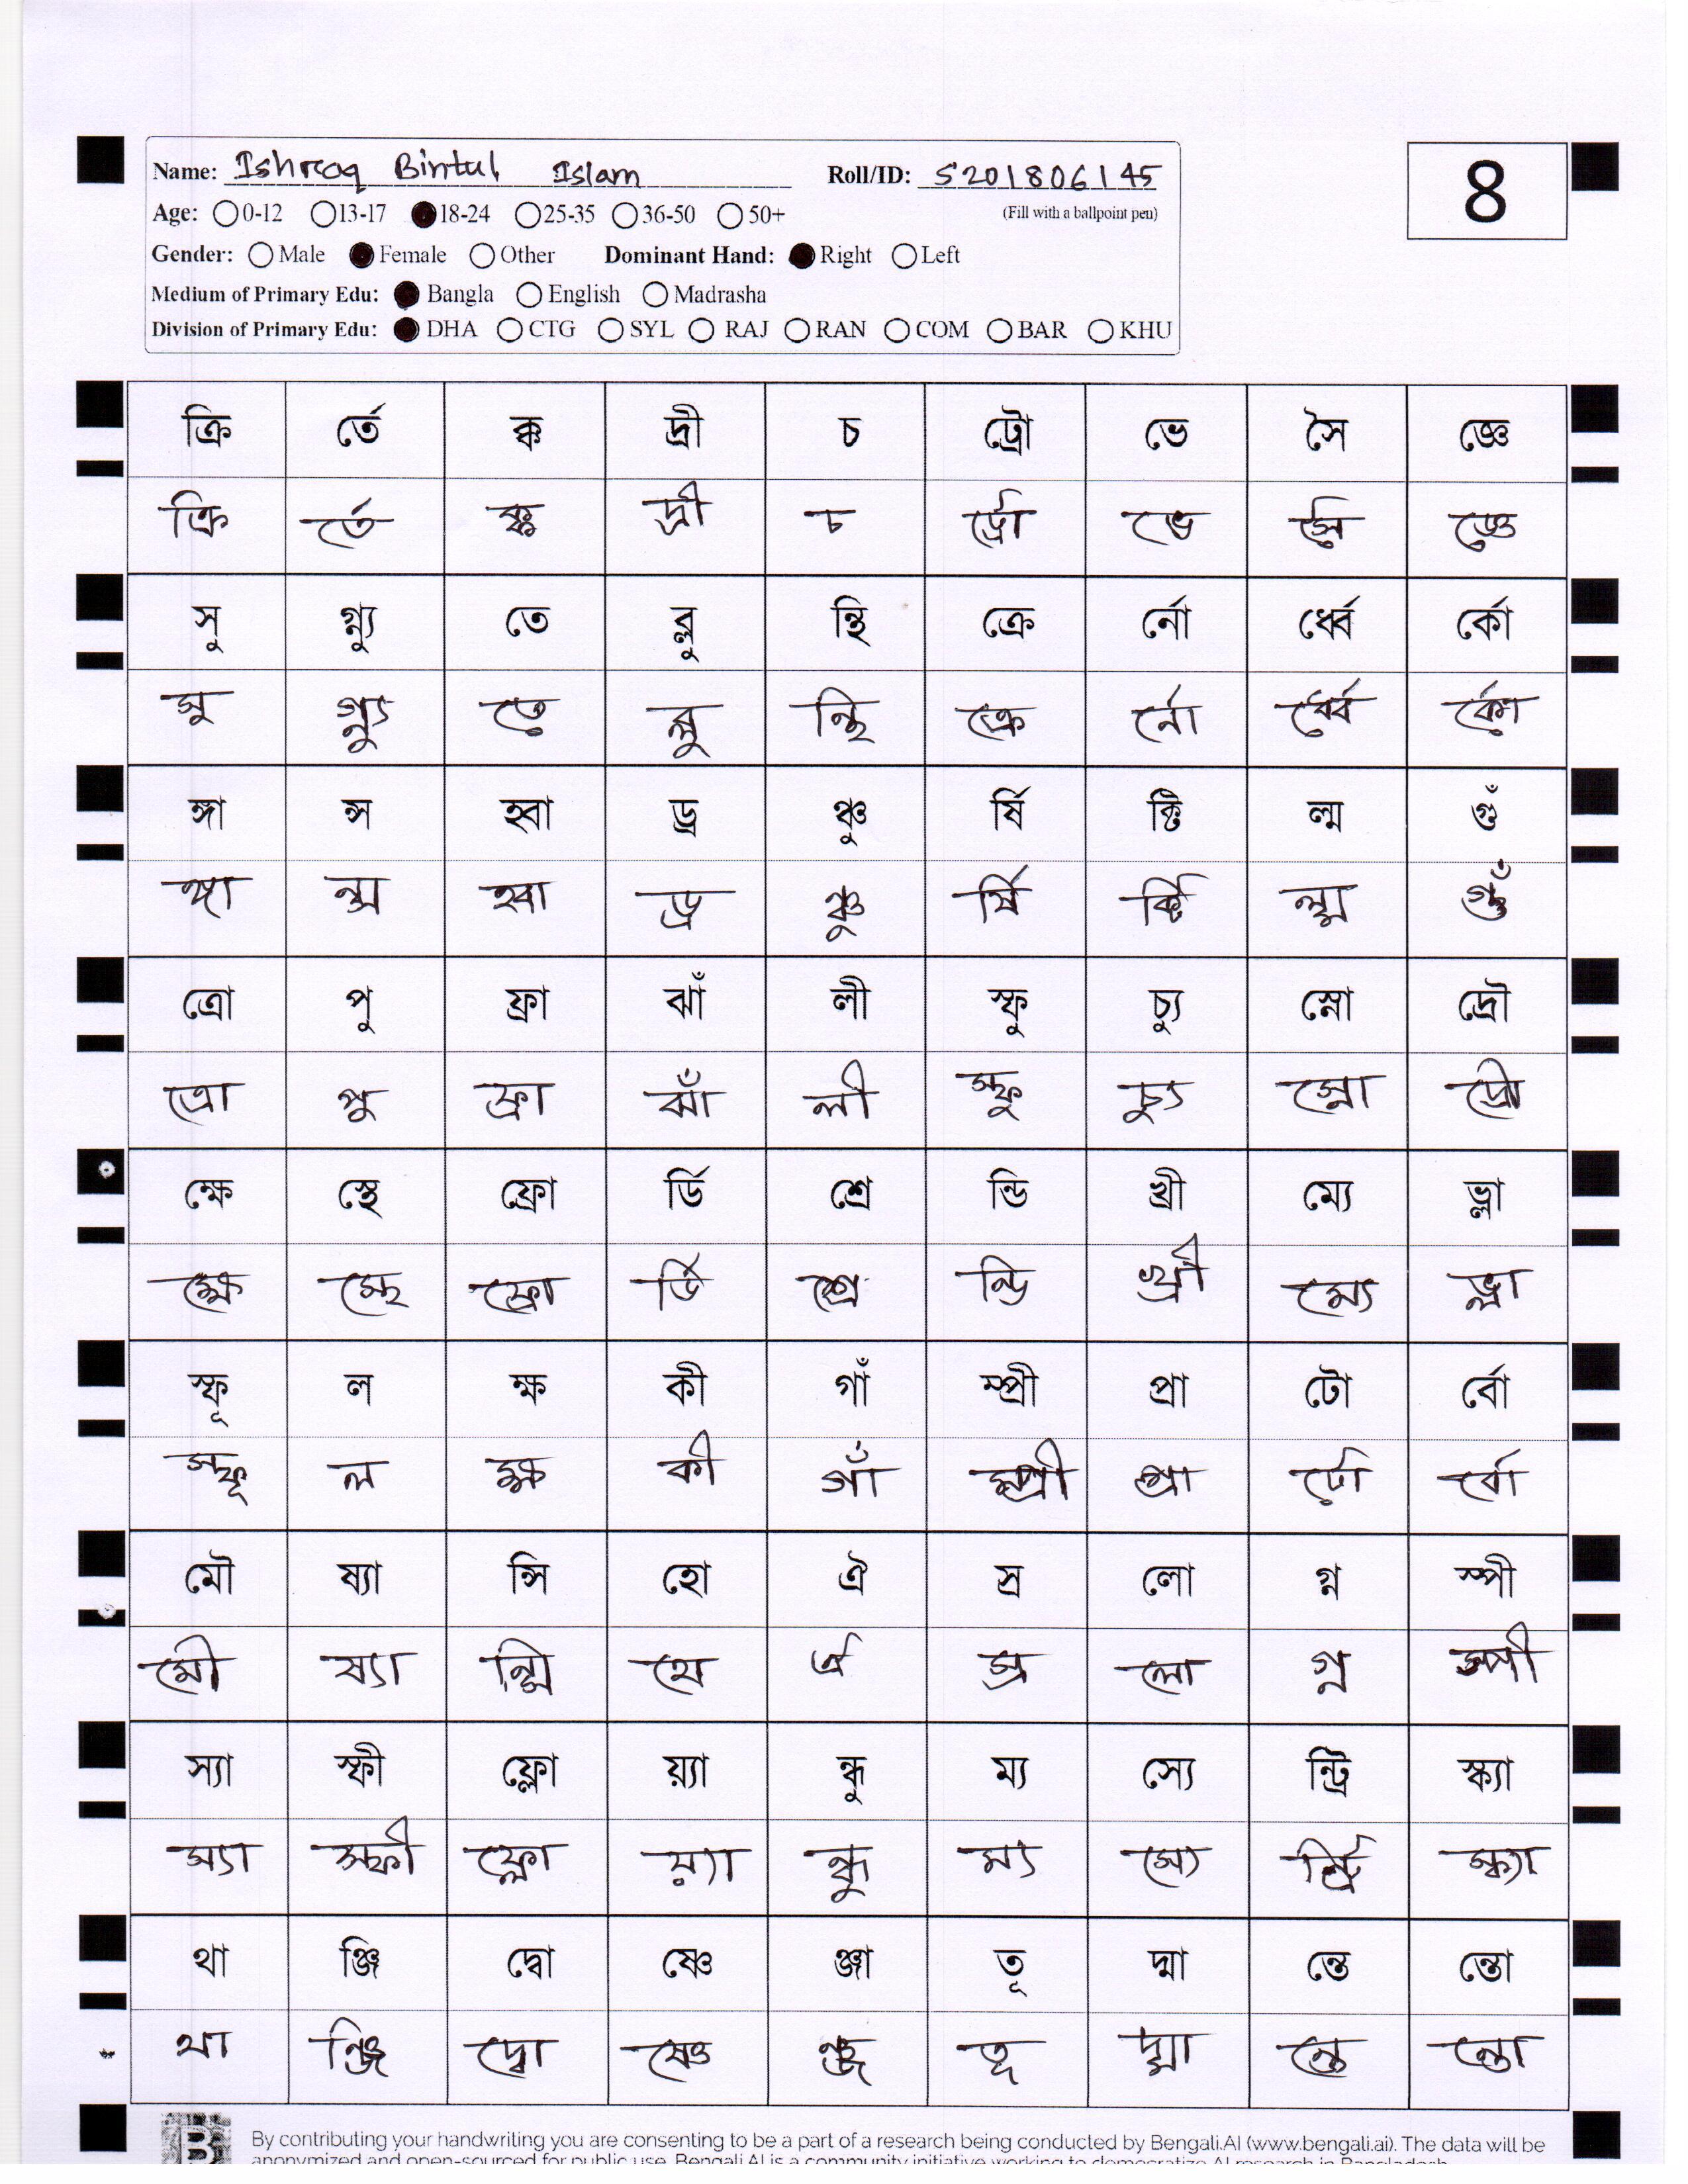 Name: Ishraq Bintul Islam Roll/ID: S201806145
8
Age: 0-12 13-17 18-24 25-35 36-50 50+ (Fill with a ballpoint pen)
Gender: Male Female Other Dominant Hand: Right Left
Medium of Primary Edu: Bangla English Madrasha
Division of Primary Edu: DHA CTG SYL RAJ RAN COM BAR KHU
ক্রি র্তে ক্ক দ্রী চ ট্রো ভে সৈ জ্ঞে
ক্রি র্তে ক্ক দ্রী চ ট্রো ভে সৈ জ্ঞে
সু গ্ন্যু তে ব্লু ন্থি ক্রে র্নো র্ধ্বে র্কো
সু গ্ন্যু তে ব্লু ন্থি ক্রে র্নো র্ধ্বে র্কো
ঙ্গা ন্স হ্বা ড্র ঞ্চু র্ষি ক্টি ল্ম গুঁ
ঙ্গা ন্স হ্বা ড্র ঞ্চু র্ষি ক্টি ল্ম গুঁ
ত্রো পু ফ্রা ঝাঁ লী স্ফু চ্যু স্নো দ্রৌ
ত্রো পু ফ্রা ঝাঁ লী স্ফু চ্যু স্নো দ্রৌ
ক্ষে স্থে ফ্রো র্ডি শ্রে ন্ডি খ্রী ম্যে ভ্লা
ক্ষে স্থে ফ্রো র্ডি শ্রে ন্ডি খ্রী ম্যে ভ্লা
স্ফূ ল ক্ষ কী গাঁ ম্প্রী প্রা টো র্বো
স্ফূ ল ক্ষ কী গাঁ ম্প্রী প্রা টো র্বো
মৌ ষ্যা ন্সি হো ঐ স্র লো গ্ন স্পী
মৌ ষ্যা ন্সি হো ঐ স্র লো গ্ন স্পী
স্যা স্ফী ফ্লো য়্যা ন্ধু ম্য স্যে ন্ট্রি স্ক্যা
স্যা স্ফী ফ্লো য়্যা ন্ধু ম্য স্যে ন্ট্রি স্ক্যা
থা ঞ্জি দ্বো ষ্ণে ঞ্জা তূ দ্মা ন্তে ন্তো
থা ঞ্জি দ্বো ষ্ণে ঞ্জ তূ দ্মা ন্তে ন্তো
B By contributing your handwriting you are consenting to be a part of a research being conducted by Bengali.AI (www.bengali.ai). The data will be
anonymized and open-sourced for public use. Bengali.AI is a community initiative working to democratize AI research in Bangladesh.